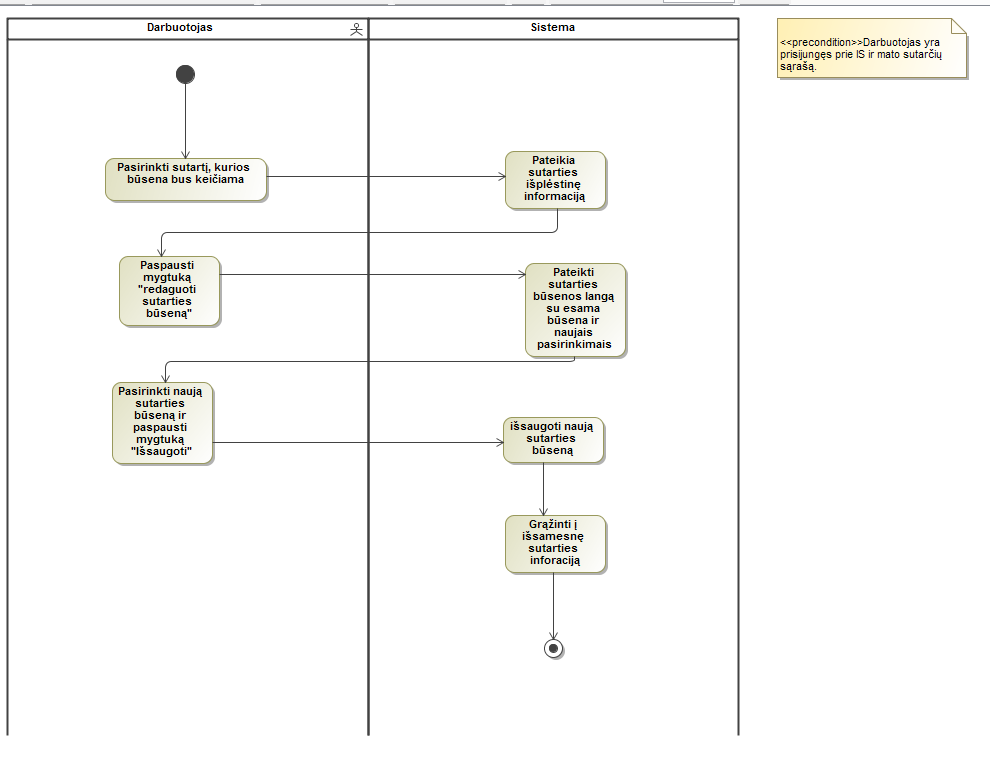 Darbuotojas
Sistema
<<precondition>>Darbuotojas yra
prisijungęs prie IS ir mato sutarčių
sąrašą.
Pasirinkti sutartį, kurios
būsena bus keičiama
Pateikia
sutarties
išplėstinę
informaciją
Paspausti
mygtuką
"redaguoti
sutarties
būseną"
Pateikti
sutarties
būsenos langą
su esama
būsena ir
naujais
pasirinkimais
Pasirinkti naują
sutarties
būseną ir
paspausti
mygtuką
"Išsaugoti"
išsaugoti naują
sutarties
būseną
Grąžinti į
išsamesnę
sutarties
inforaciją